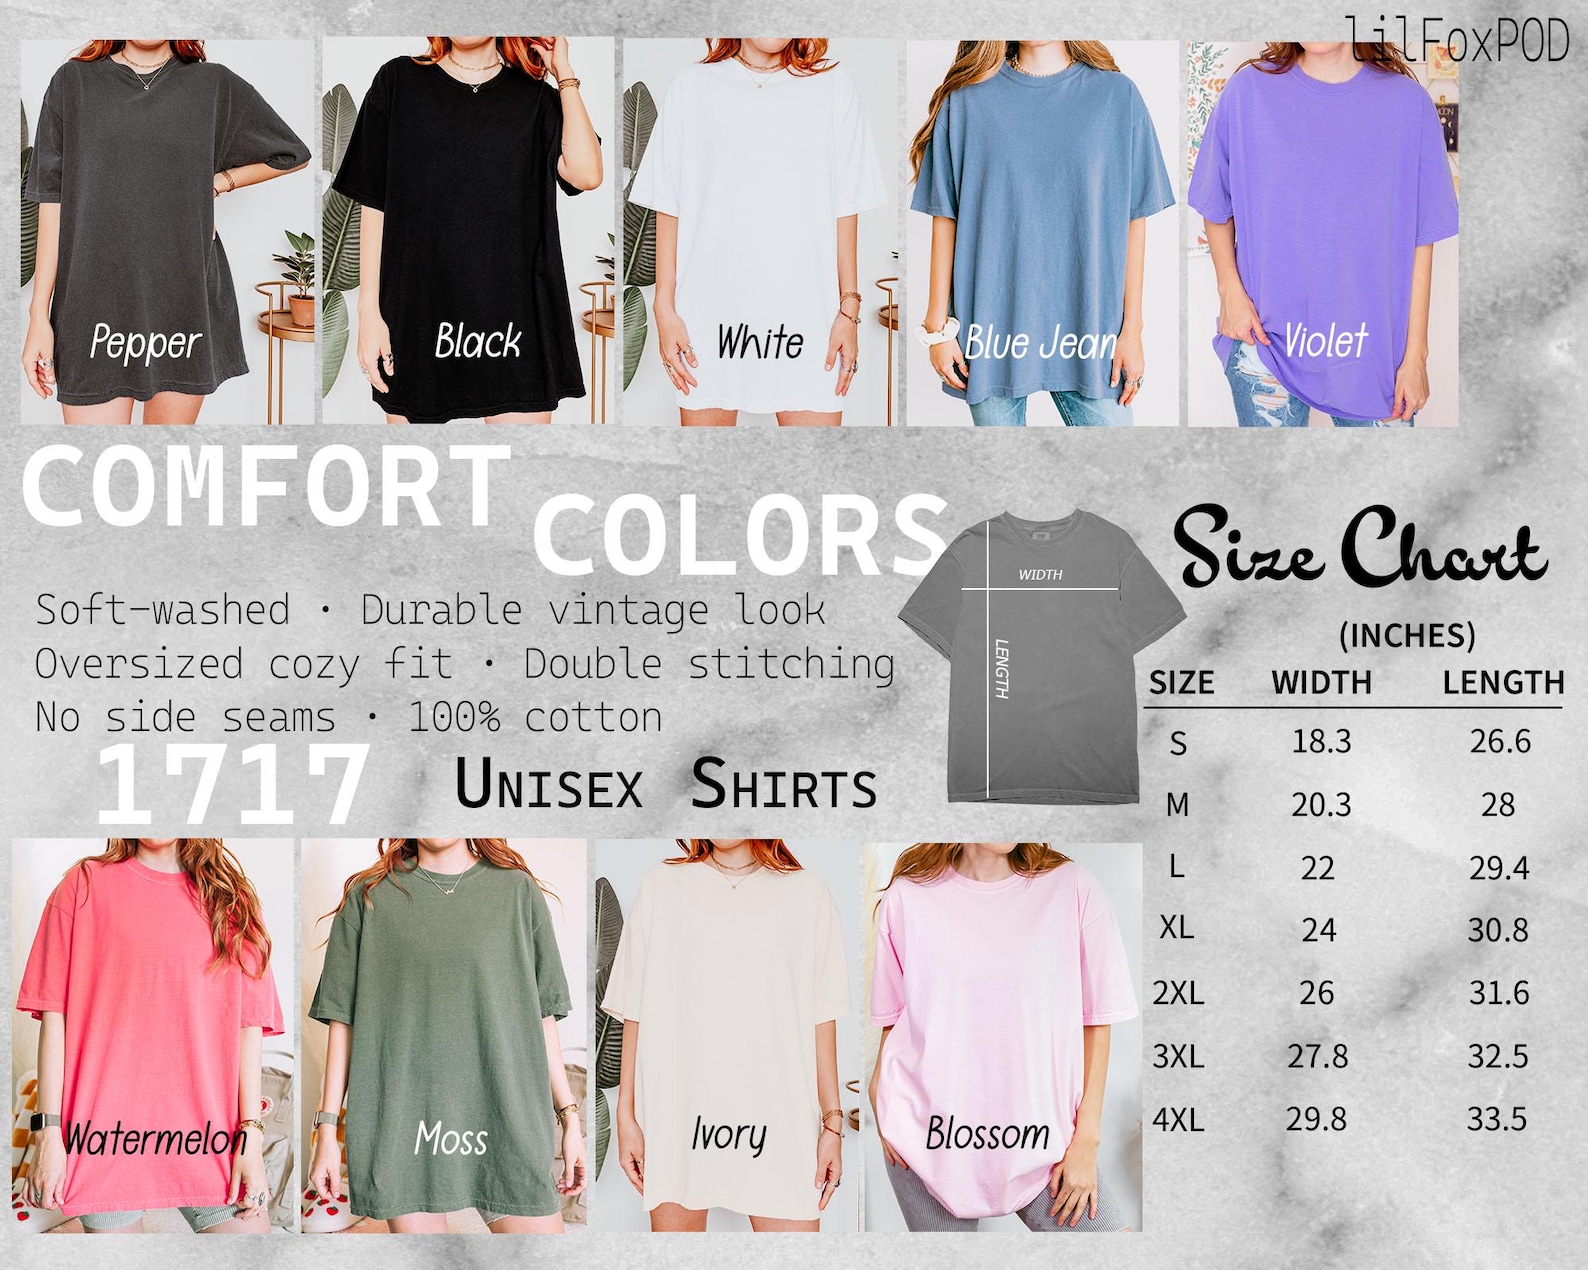 lilFoxPOD
Pepper
Black
White
Blue Jean
Violet
COMFORT
COLORS
Soft-washed · Durable vintage look
Oversized cozy fit · Double stitching
No side seams · 100% cotton
1717 Unisex Shirts
WIDTH
LENGTH
Size Chart
(INCHES)
SIZE WIDTH LENGTH
S 18.3 26.6
M 20.3 28
L 22 29.4
XL 24 30.8
2XL 26 31.6
3XL 27.8 32.5
4XL 29.8 33.5
Watermelon
Moss
Ivory
Blossom